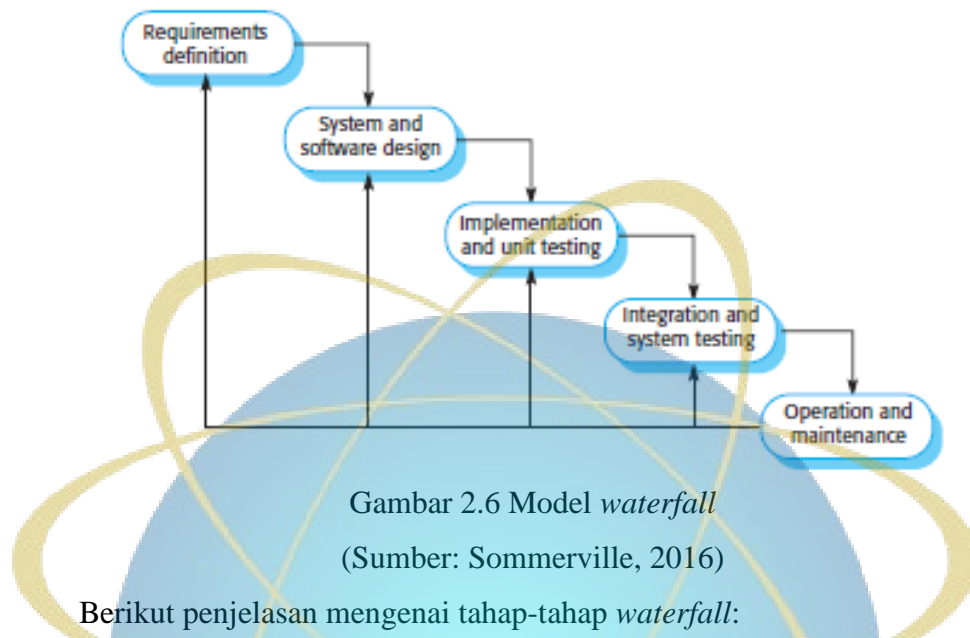 Requirements
definition
System and
software design
Implementation
and unit testing
Integration and
system testing
Operation and
maintenance
Gambar 2.6 Model waterfall
(Sumber: Sommerville, 2016)
Berikut penjelasan mengenai tahap-tahap waterfall: